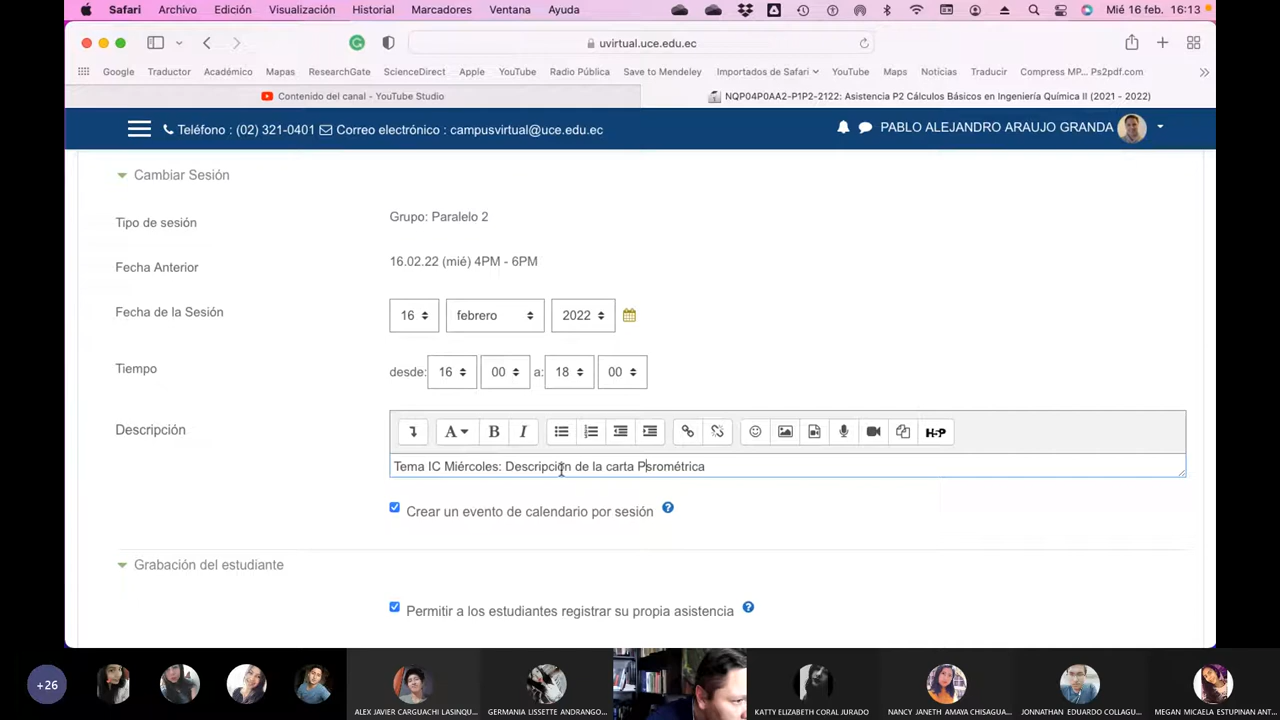 Safari Archivo Edición Visualización Historial Marcadores Ventana Ayuda Mié 16 feb. 16:13
uvirtual.uce.edu.ec
Google Traductor Académico Mapas ResearchGate ScienceDirect Apple YouTube Radio Pública Save to Mendeley Importados de Safari YouTube Maps Noticias Traducir Compress MP... Ps2pdf.com
Contenido del canal - YouTube Studio NQP04P0AA2-P1P2-2122: Asistencia P2 Cálculos Básicos en Ingeniería Química II (2021 - 2022)
Teléfono : (02) 321-0401 Correo electrónico : campusvirtual@uce.edu.ec PABLO ALEJANDRO ARAUJO GRANDA
Cambiar Sesión
Tipo de sesión Grupo: Paralelo 2
Fecha Anterior 16.02.22 (mié) 4PM - 6PM
Fecha de la Sesión 16 febrero 2022
Tiempo desde: 16 00 a: 18 00
Descripción A B I H5P
Tema IC Miércoles: Descripción de la carta Psrométrica
Crear un evento de calendario por sesión
Grabación del estudiante
Permitir a los estudiantes registrar su propia asistencia
+26
ALEX JAVIER CARGUACHI LASINQU... GERMANIA LISSETTE ANDRANGO... KATTY ELIZABETH CORAL JURADO NANCY JANETH AMAYA CHISAGUA... JONNATHAN EDUARDO COLLAGU... MEGAN MICAELA ESTUPINAN ANT...